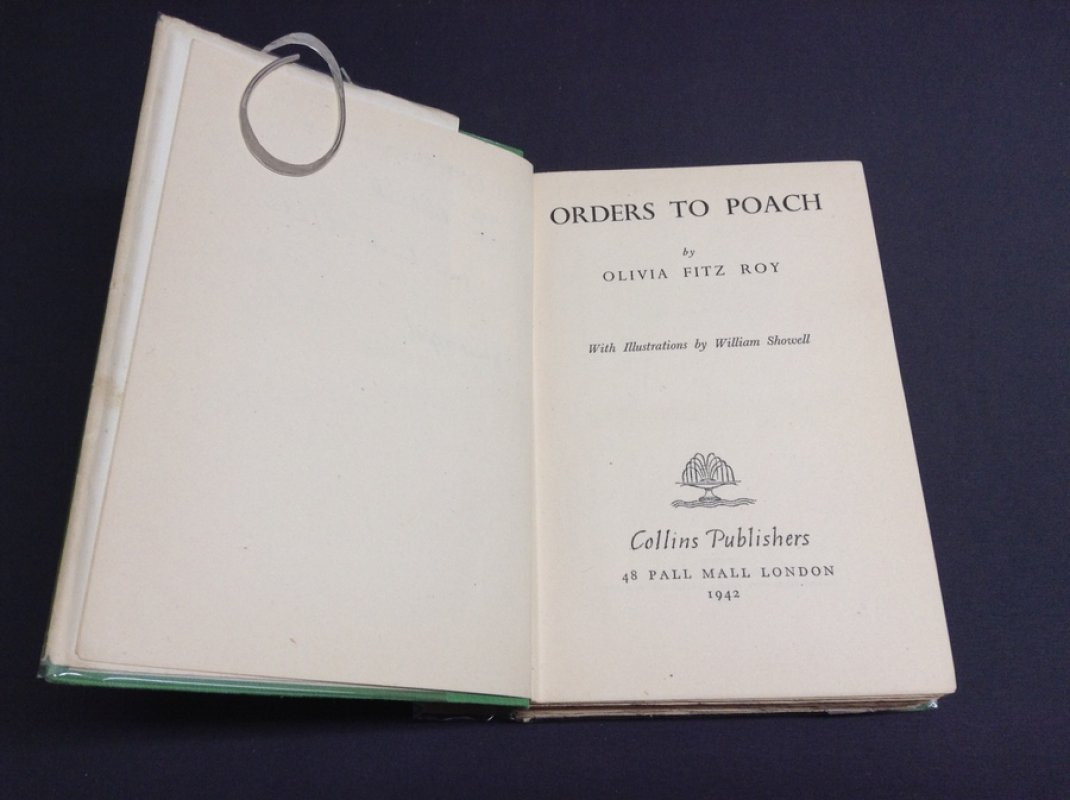 ORDERS TO POACH
by
OLIVIA FITZ ROY
With Illustrations by William Showell
Collins Publishers
48 PALL MALL LONDON
1942